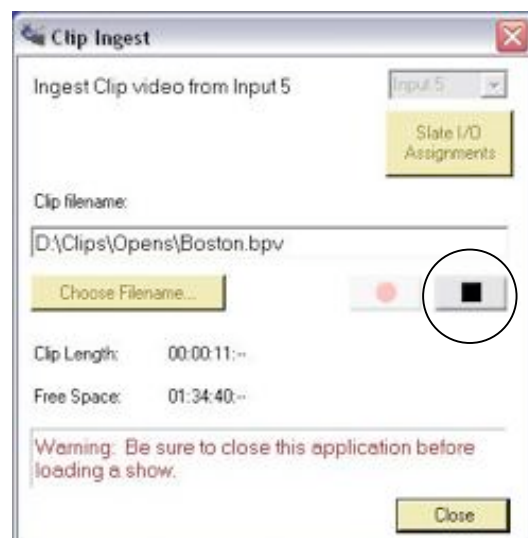 Clip Ingest
Ingest Clip video from Input 5
Input 5
Slate I/O
Assignments
Clip filename:
D:\Clips\Opens\Boston.bpv
Choose Filename...
Clip Length: 00:00:11:--
Free Space: 01:34:40:--
Warning: Be sure to close this application before
loading a show.
Close